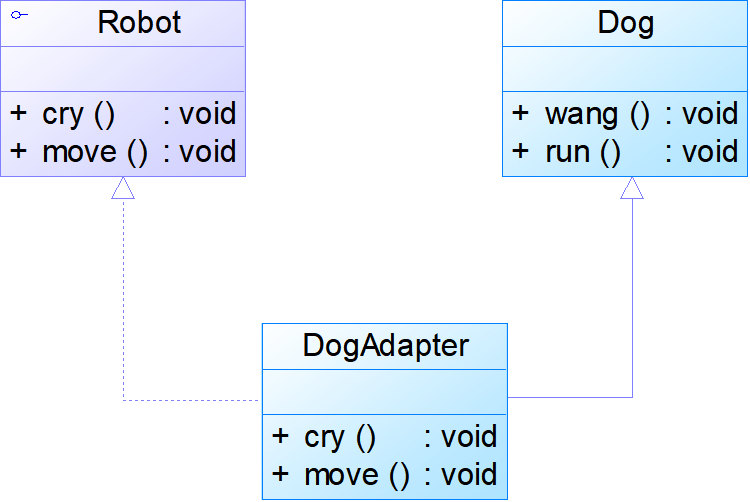 Robot
+ cry () : void
+ move () : void
Dog
+ wang () : void
+ run () : void
DogAdapter
+ cry () : void
+ move () : void